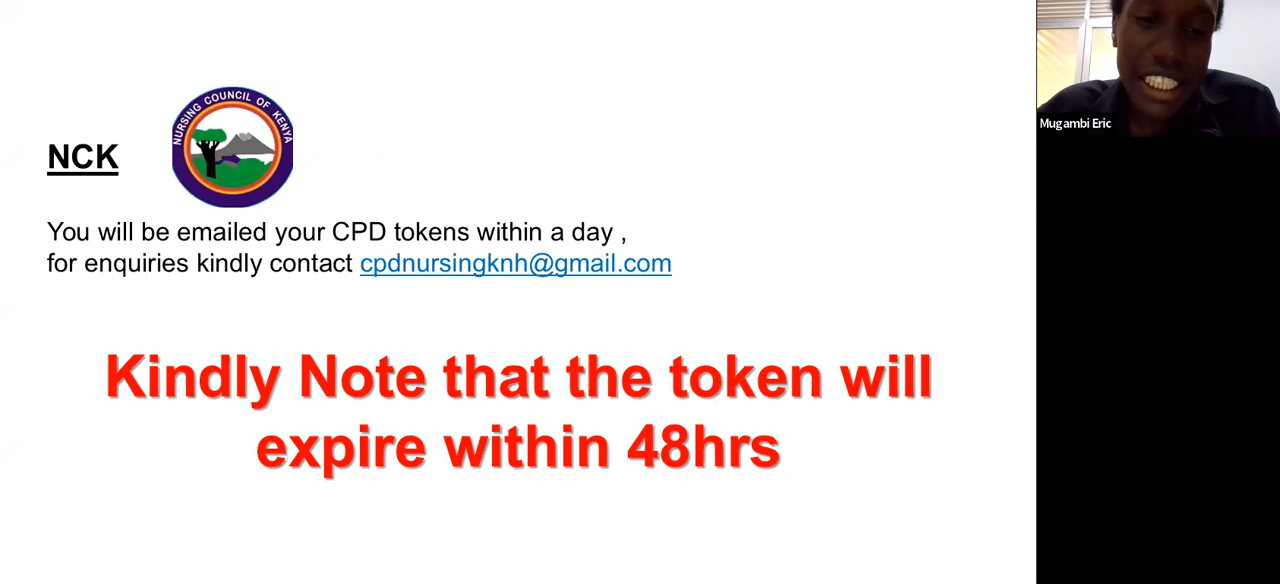 NURSING COUNCIL OF KENYA
NCK
You will be emailed your CPD tokens within a day ,
for enquiries kindly contact cpdnursingknh@gmail.com
Kindly Note that the token will
expire within 48hrs
Mugambi Eric